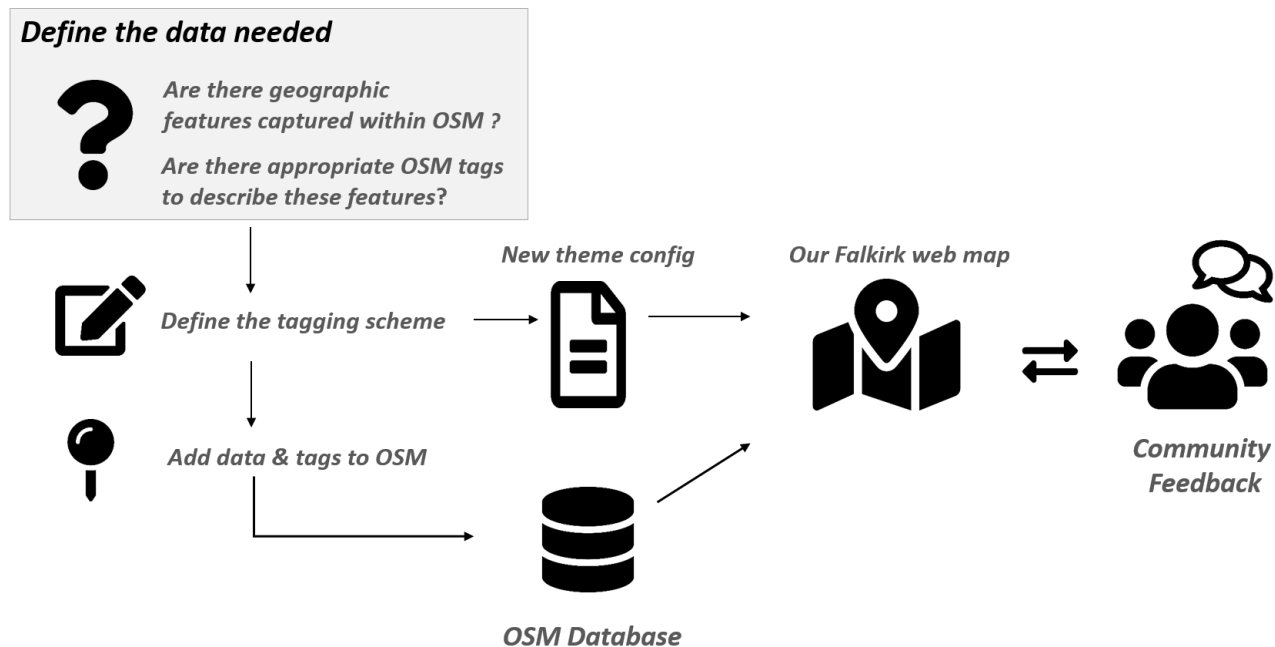 Define the data needed
Are there geographic
features captured within OSM ?
Are there appropriate OSM tags
to describe these features?
New theme config
Our Falkirk web map
Define the tagging scheme
Add data & tags to OSM
Community
Feedback
OSM Database